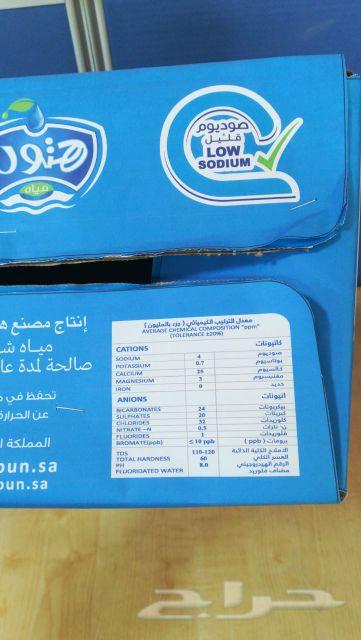 صوديوم
قليل
LOW
SODIUM
هتون
مياه
إنتاج مصنع
مياه
صالحة لمدة
تحفظ في
عن الحرارة
المملكة
oun.sa
oun.sa
معدل التركيب الكيميائي ( جزء بالمليون )
AVERAGE CHEMICAL COMPOSITION "ppm"
(TOLERANCE ±20%)
CATIONS كاتيونات
SODIUM 4 صوديوم
POTASSIUM 0.7 بوتاسيوم
CALCIUM 25 كالسيوم
MAGNESIUM 3 مغنيسيوم
IRON 0 حديد
ANIONS انيونات
BICARBONATES 24 بيكربونات
SULPHATES 20 كبريتات
CHLORIDES 32 كلوريدات
NITRATE -N 0.5 ن- نترات
FLUORIDES 1 فلوريدات
BROMATE(ppb) ≤ 10 ppb برومات ( ppb )
TDS 110-120 الاملاح الكلية الذائبة
TOTAL HARDNESS 60 العسر الكلي
PH 8.0 الرقم الهيدروجيني
FLUORIDATED WATER مضاف فلوريد
حراج